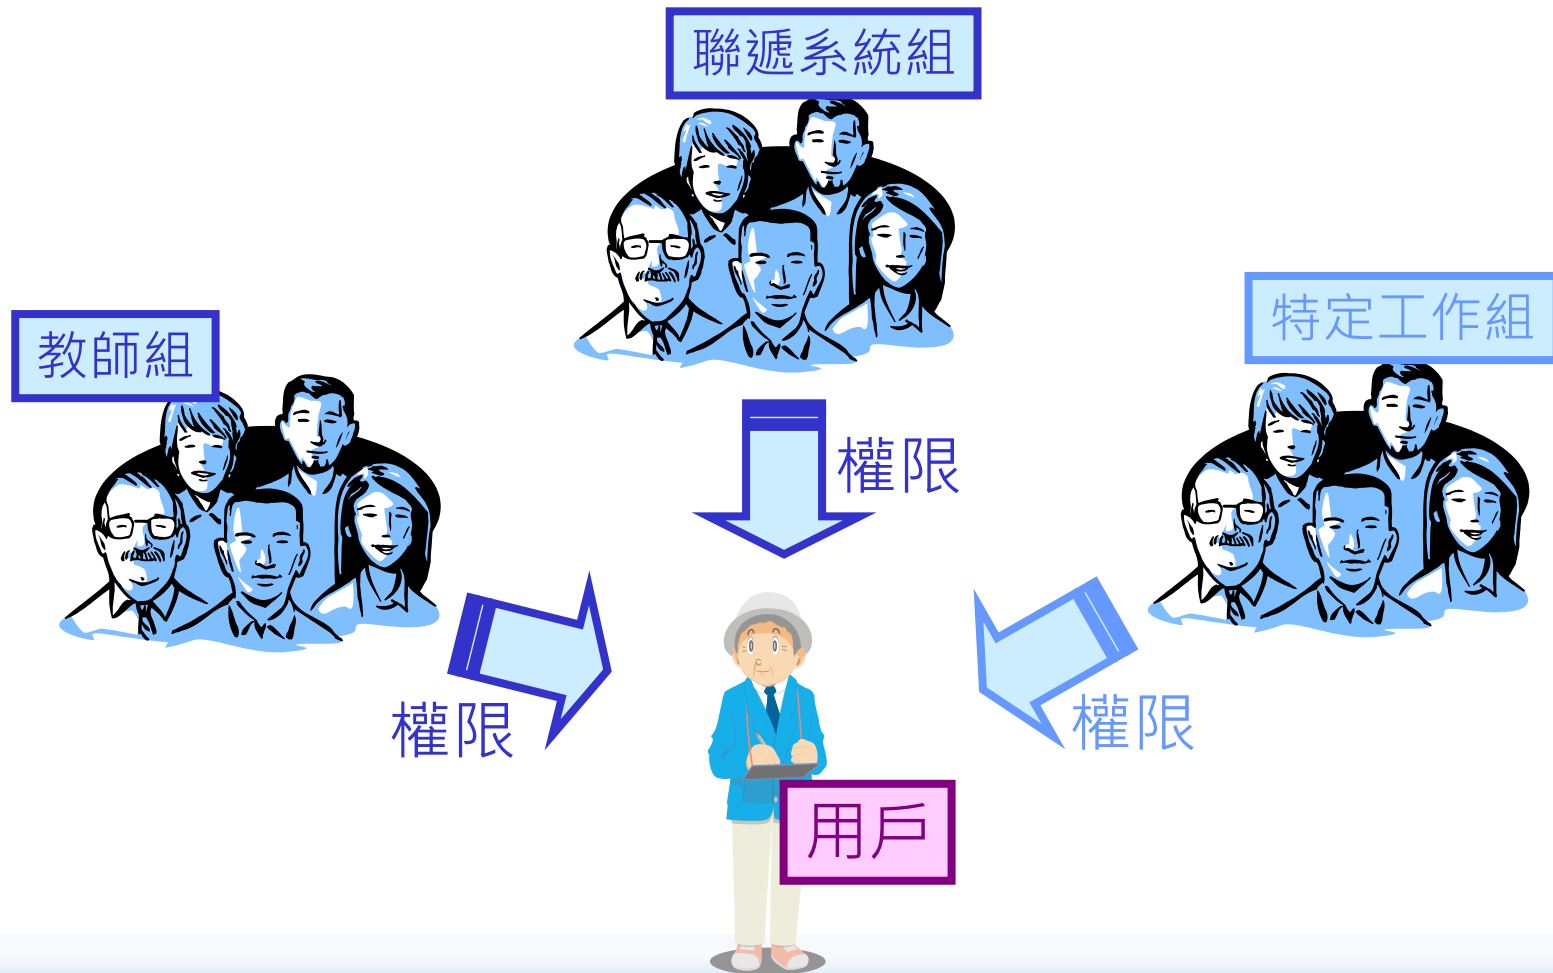 聯遞系統組
特定工作組
教師組
權限
權限
權限
用戶